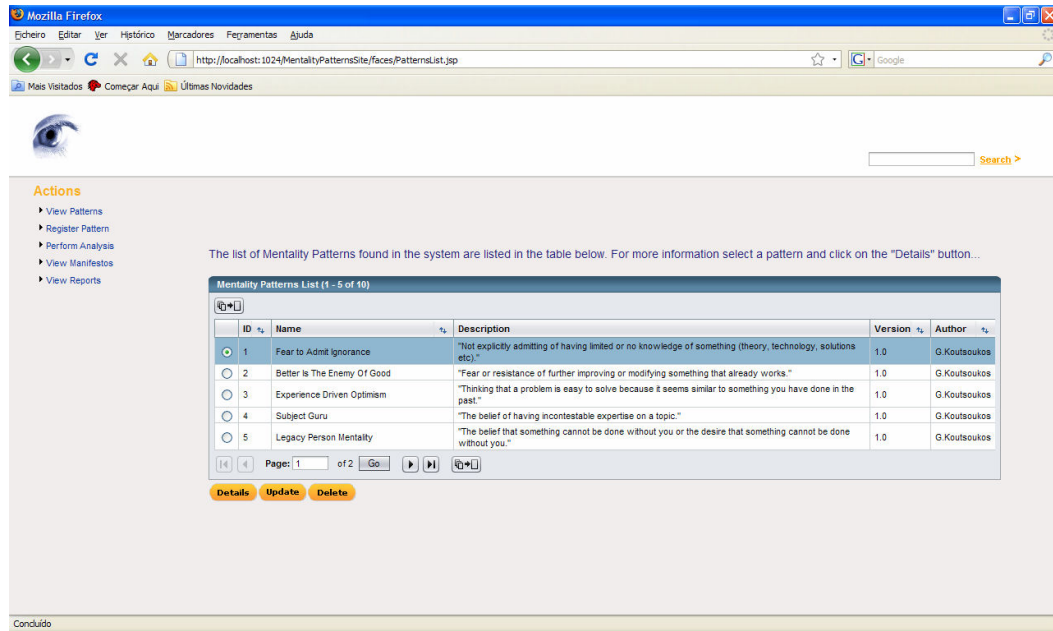 Mozilla Firefox
Ficheiro Editar Ver Histórico Marcadores Ferramentas Ajuda
http://localhost:1024/MentalityPatternsSite/faces/PatternsList.jsp
G Google
Mais Visitados Começar Aqui Últimas Novidades
Search >
Actions
View Patterns
Register Pattern
Perform Analysis
View Manifestos
View Reports
The list of Mentality Patterns found in the system are listed in the table below. For more information select a pattern and click on the "Details" button...
Mentality Patterns List (1 - 5 of 10)
ID Name Description Version Author
1 Fear to Admit Ignorance "Not explicitly admitting of having limited or no knowledge of something (theory, technology, solutions etc)." 1.0 G.Koutsoukos
2 Better Is The Enemy Of Good "Fear or resistance of further improving or modifying something that already works." 1.0 G.Koutsoukos
3 Experience Driven Optimism "Thinking that a problem is easy to solve because it seems similar to something you have done in the past." 1.0 G.Koutsoukos
4 Subject Guru "The belief of having incontestable expertise on a topic." 1.0 G.Koutsoukos
5 Legacy Person Mentality "The belief that something cannot be done without you or the desire that something cannot be done without you." 1.0 G.Koutsoukos
Page: 1 of 2 Go
Details Update Delete
Concluído